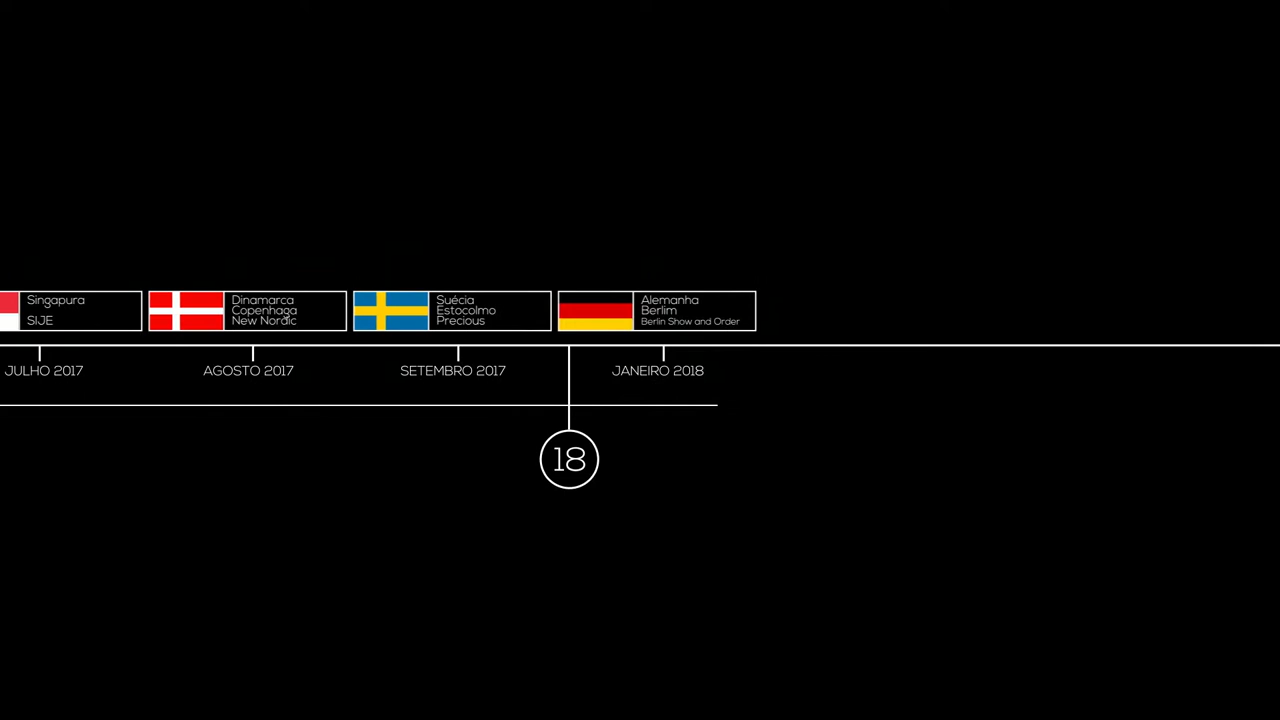 Singapura
SIJE
Dinamarca
Copenhaga
New Nordic
Suécia
Estocolmo
Precious
Alemanha
Berlim
Berlin Show and Order
JULHO 2017
AGOSTO 2017
SETEMBRO 2017
JANEIRO 2018
18